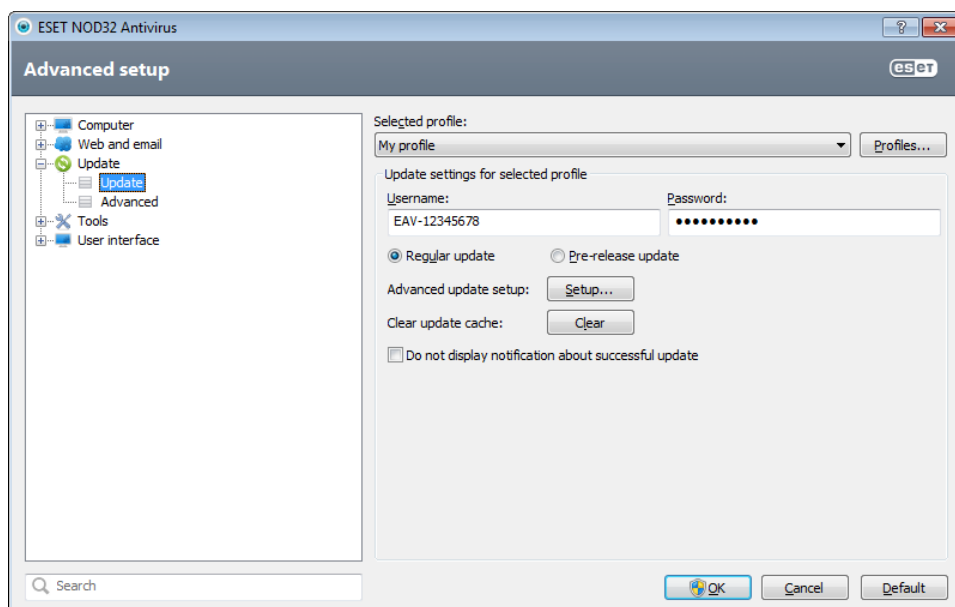 ESET NOD32 Antivirus
Advanced setup
eseT
Computer
Web and email
Update
Update
Advanced
Tools
User interface
Search
Selected profile:
My profile
Profiles...
Update settings for selected profile
Username: Password:
EAV-12345678 ••••••••••
Regular update Pre-release update
Advanced update setup: Setup...
Clear update cache: Clear
Do not display notification about successful update
OK Cancel Default